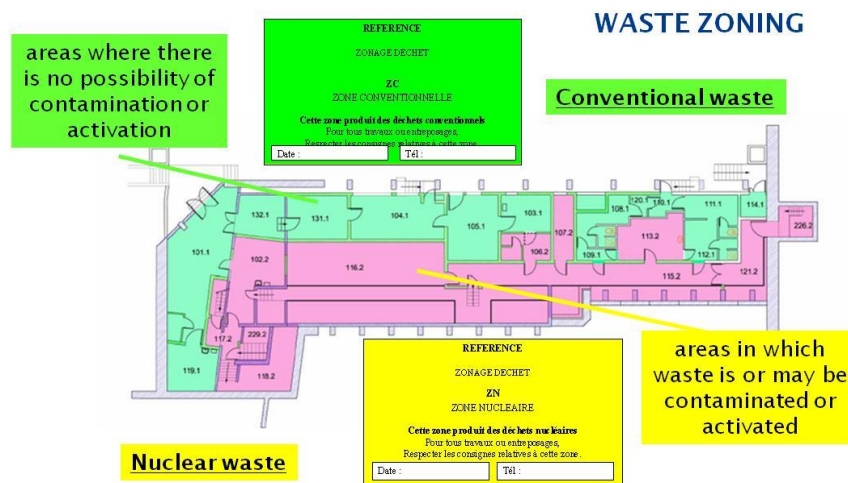 WASTE ZONING
areas where there
is no possibility of
contamination or
activation
REFERENCE
ZONAGE DECHET
ZC
ZONE CONVENTIONNELLE
Cette zone produit des déchets conventionnels
Pour tous travaux ou entreposages,
Respecter les consignes relatives à cette zone.
Date :
Tél :
Conventional waste
132.1
131.1
104.1
105.1
103.1
106.2
107.2
108.1
120.1
110.1
111.1
114.1
226.2
101.1
102.2
116.2
109.1
113.2
112.1
121.2
115.2
117.2
229.2
119.1
118.2
REFERENCE
ZONAGE DECHET
ZN
ZONE NUCLEAIRE
Cette zone produit des déchets nucléaires
Pour tous travaux ou entreposages,
Respecter les consignes relatives à cette zone.
Date :
Tél :
areas in which
waste is or may be
contaminated or
activated
Nuclear waste